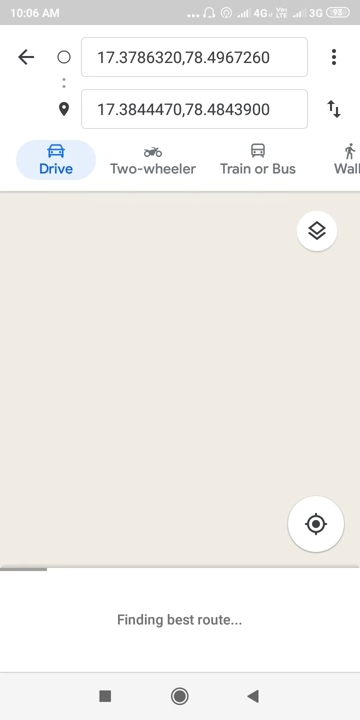 10:06 AM ... 4G VoLTE 3G 93
17.3786320,78.4967260
17.3844470,78.4843900
Drive Two-wheeler Train or Bus Wal
Finding best route...